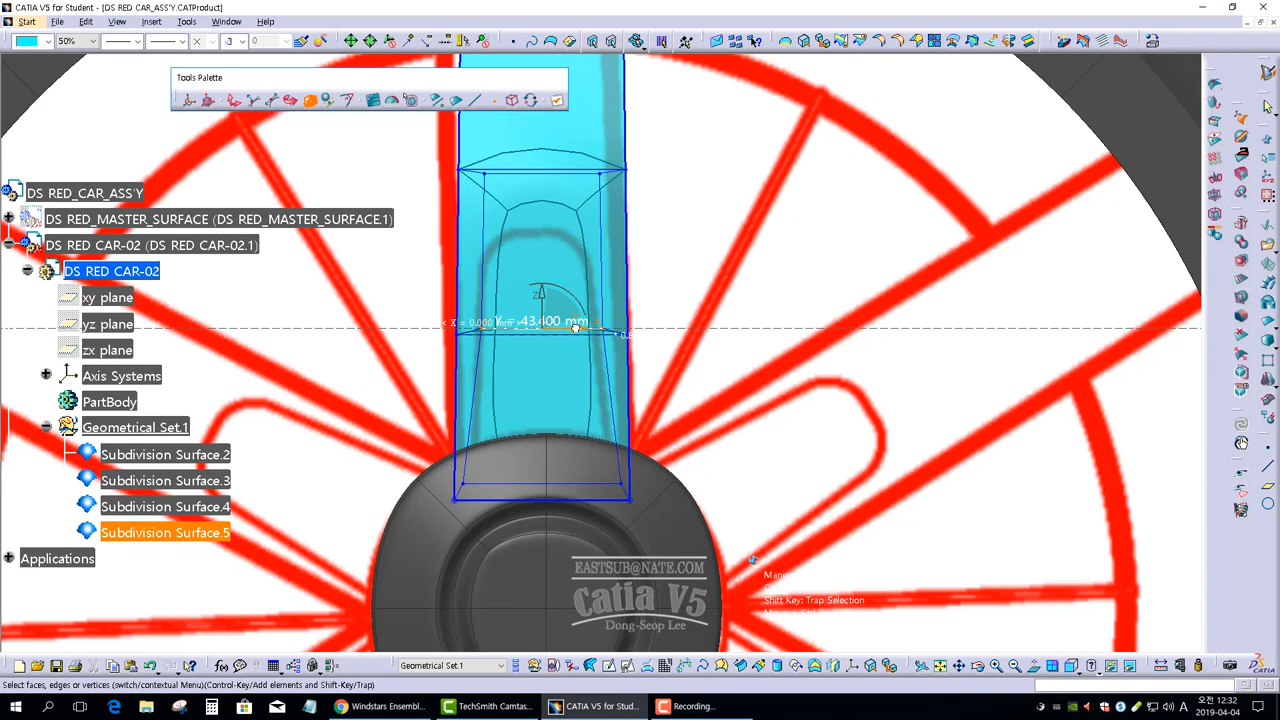 CATIA V5 for Student - [DS RED CAR_ASS'Y.CATProduct]
Start File Edit View Insert Tools Window Help
50%
0
Tools Palette
DS RED_CAR_ASS'Y
DS RED_MASTER_SURFACE (DS RED_MASTER_SURFACE.1)
DS RED CAR-02 (DS RED CAR-02.1)
DS RED CAR-02
xy plane
yz plane
zx plane
Axis Systems
PartBody
Geometrical Set.1
Subdivision Surface.2
Subdivision Surface.3
Subdivision Surface.4
Subdivision Surface.5
Applications
Z
Shift Key: Trap Selection
EASTSUB@NATE.COM
Catia V5
Dong-Seop Lee
Geometrical Set.1
Select faces, edges or vertices (switch/contextual Menu)(Control-Key/Add elements and Shift-Key/Trap)
Windstars Ensembl...
TechSmith Camtas...
CATIA V5 for Stud...
Recording...
A
오전 12:32
2019-04-04